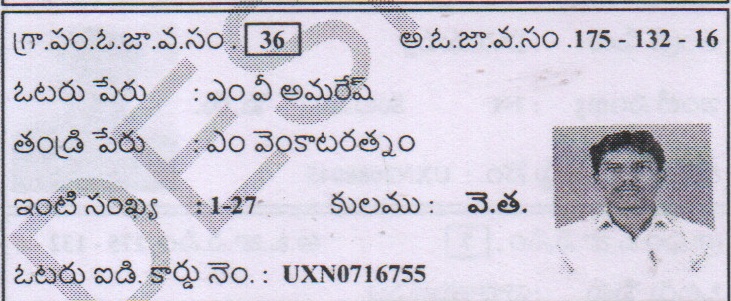 గ్రా.పం.ఓ.జా.వ.సం. 36 అ.ఓ.జా.వ.సం .175 - 132 - 16
ఓటరు పేరు : ఎం వీ అమరేష్
తండ్రి పేరు : ఎం వెంకాటరత్నం
ఇంటి సంఖ్య : 1-27 కులము : వె.త.
ఓటరు ఐడి. కార్డు నెం. : UXN0716755